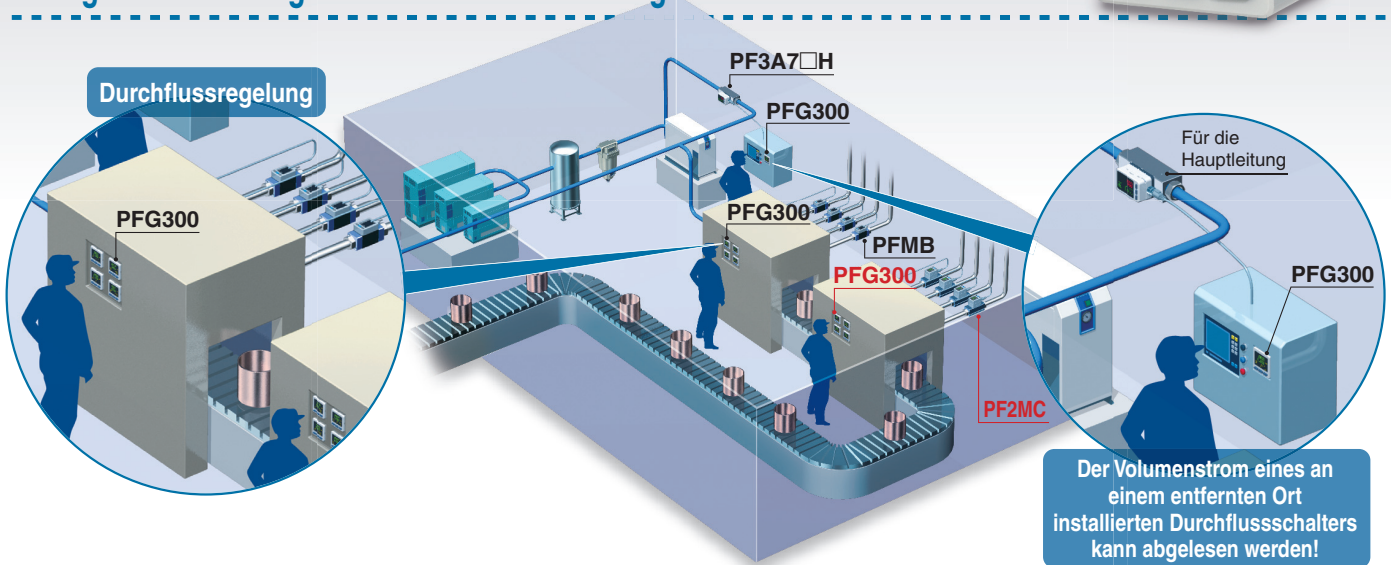 Durchflussregelung
PFG300
PF3A7□H
PFG300
PFG300
PFMB
PFG300
PF2MC
Für die
Hauptleitung
PFG300
Der Volumenstrom eines an
einem entfernten Ort
installierten Durchflussschalters
kann abgelesen werden!